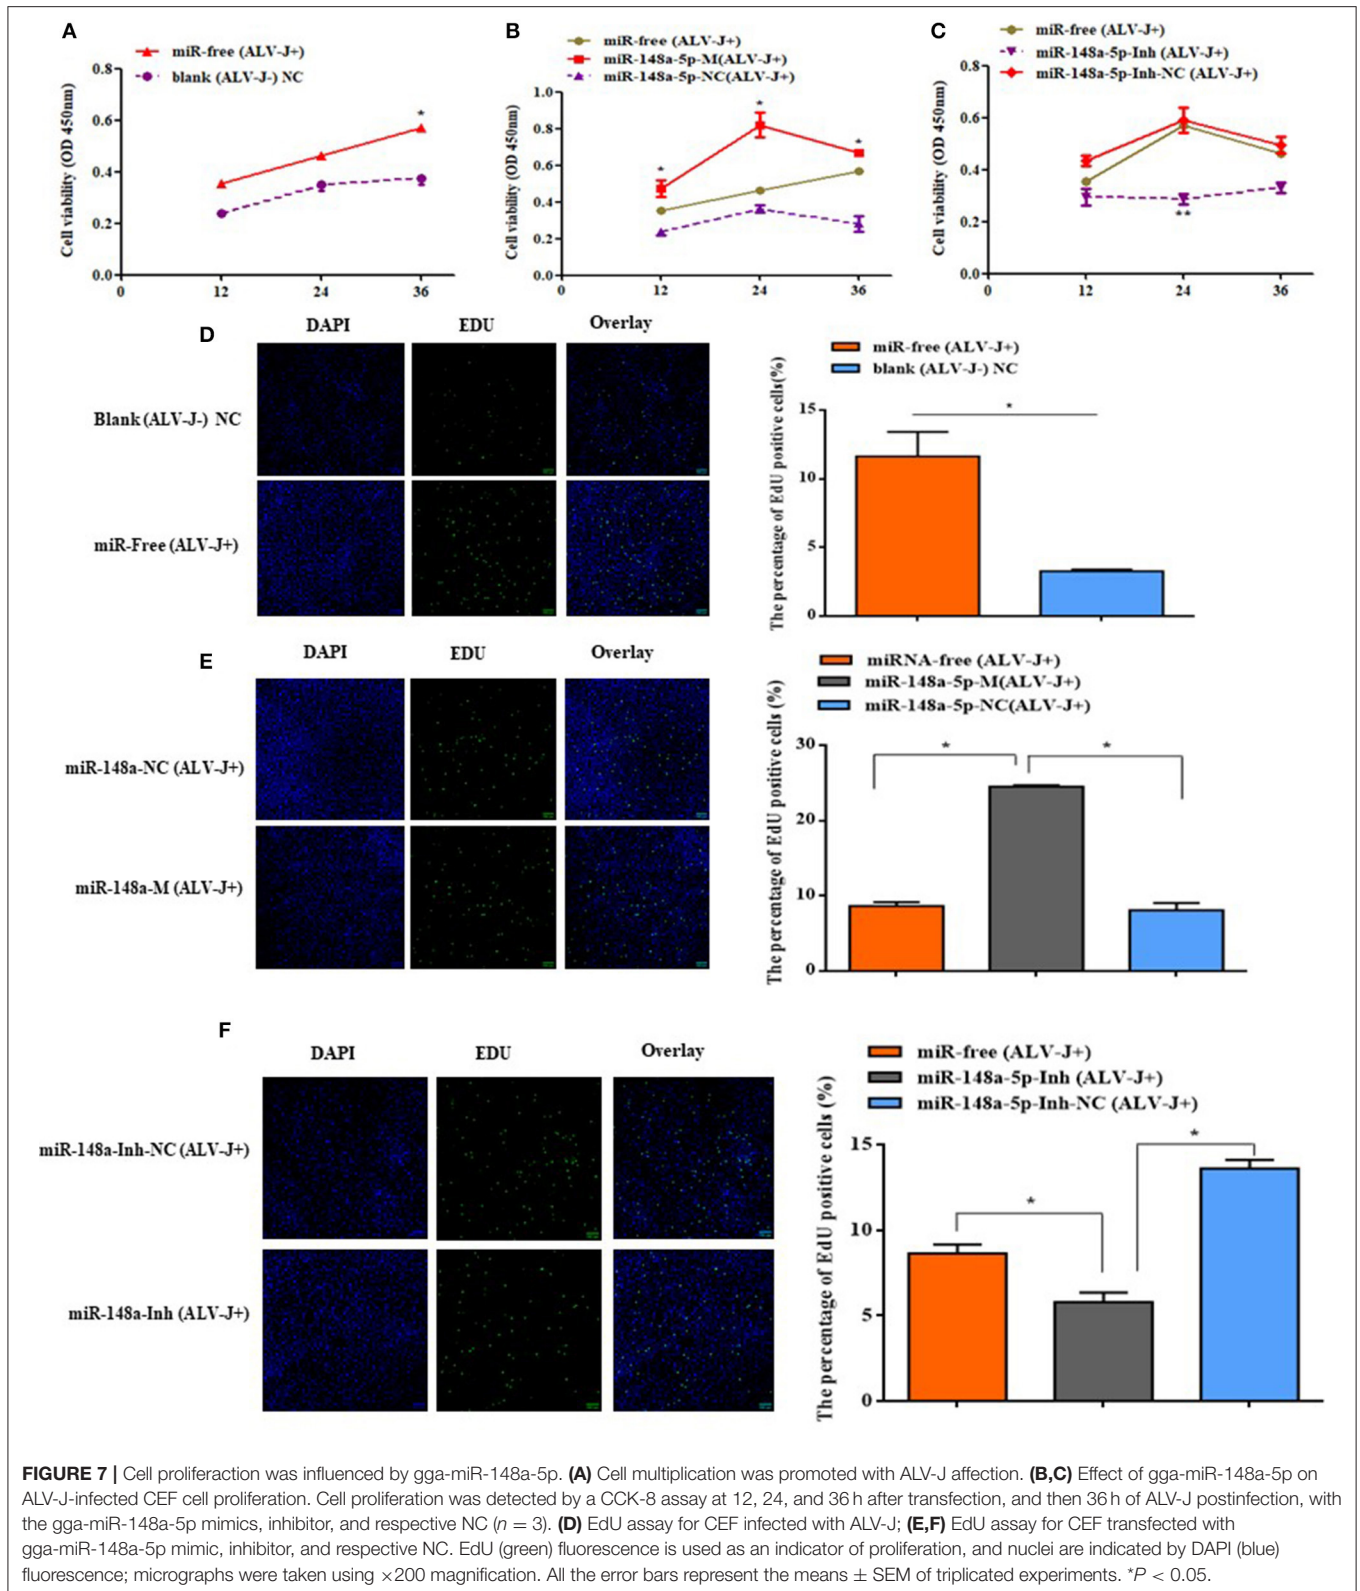 A
miR-free (ALV-J+)
blank (ALV-J-) NC
Cell viability (OD 450nm)
0.8
0.6
0.4
0.2
0.0
*
0 12 24 36
B
miR-free (ALV-J+)
miR-148a-5p-M(ALV-J+)
miR-148a-5p-NC(ALV-J+)
Cell viability (OD 450nm)
1.0
0.8
0.6
0.4
0.2
0.0
* * *
0 12 24 36
C
miR-free (ALV-J+)
miR-148a-5p-Inh (ALV-J+)
miR-148a-5p-Inh-NC (ALV-J+)
Cell viability (OD 450nm)
0.8
0.6
0.4
0.2
0.0
**
0 12 24 36
D
DAPI EDU Overlay
Blank (ALV-J-) NC
miR-Free (ALV-J+)
miR-free (ALV-J+)
blank (ALV-J-) NC
The percentage of EdU positive cells(%)
15
10
5
0
*
E
DAPI EDU Overlay
miR-148a-NC (ALV-J+)
miR-148a-M (ALV-J+)
miRNA-free (ALV-J+)
miR-148a-5p-M(ALV-J+)
miR-148a-5p-NC(ALV-J+)
The percentage of EdU positive cells (%)
30
20
10
0
* *
F
DAPI EDU Overlay
miR-148a-Inh-NC (ALV-J+)
miR-148a-Inh (ALV-J+)
miR-free (ALV-J+)
miR-148a-5p-Inh (ALV-J+)
miR-148a-5p-Inh-NC (ALV-J+)
The percentage of EdU positive cells (%)
15
10
5
0
* *
FIGURE 7 | Cell proliferaction was influenced by gga-miR-148a-5p. (A) Cell multiplication was promoted with ALV-J affection. (B,C) Effect of gga-miR-148a-5p on
ALV-J-infected CEF cell proliferation. Cell proliferation was detected by a CCK-8 assay at 12, 24, and 36 h after transfection, and then 36 h of ALV-J postinfection, with
the gga-miR-148a-5p mimics, inhibitor, and respective NC (n = 3). (D) EdU assay for CEF infected with ALV-J; (E,F) EdU assay for CEF transfected with
gga-miR-148a-5p mimic, inhibitor, and respective NC. EdU (green) fluorescence is used as an indicator of proliferation, and nuclei are indicated by DAPI (blue)
fluorescence; micrographs were taken using ×200 magnification. All the error bars represent the means ± SEM of triplicated experiments. *P < 0.05.